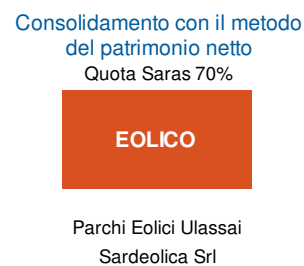 Consolidamento con il metodo
del patrimonio netto
Quota Saras 70%
EOLICO
Parchi Eolici Ulassai
Sardeolica Srl